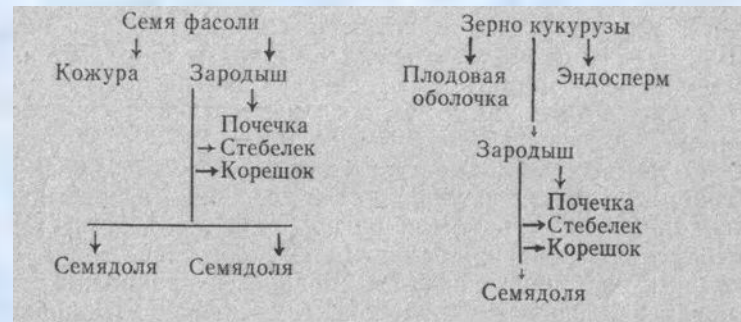 Семя фасоли
Кожура Зародыш
Почечка
Стебелек
Корешок
Семядоля Семядоля
Зерно кукурузы
Плодовая
оболочка
Эндосперм
Зародыш
Почечка
Стебелек
Корешок
Семядоля